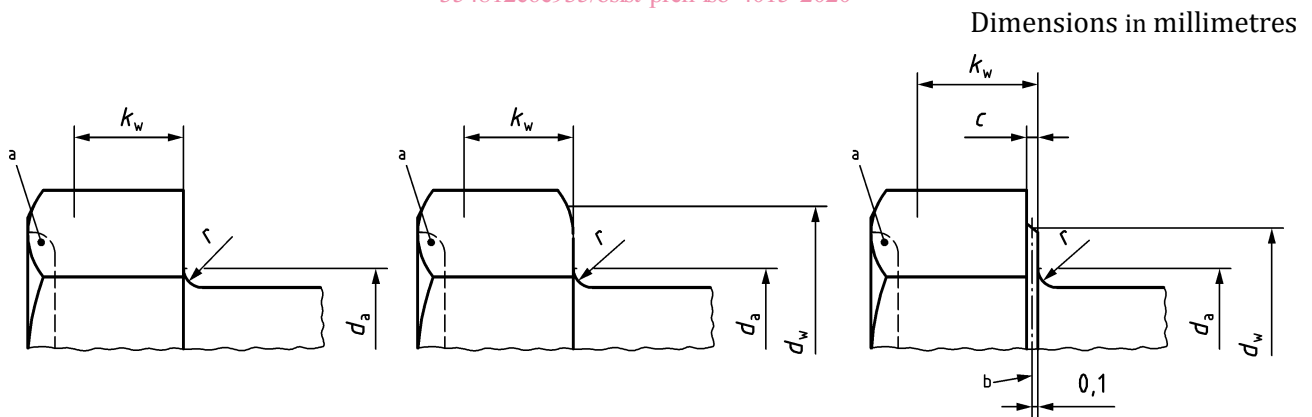 Dimensions in millimetres
k_w
k_w
k_w
c
a
a
a
r
r
r
d_a
d_a
d_w
d_a
d_w
b
0,1